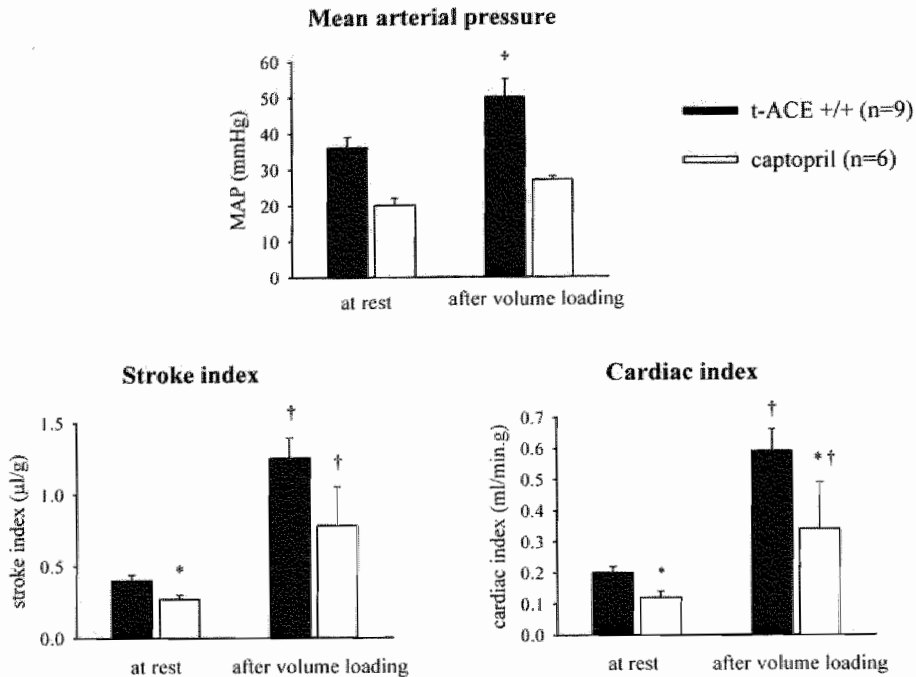 Mean arterial pressure
†
60
50
40
30
20
10
0
MAP (mmHg)
at rest
after volume loading
t-ACE +/+ (n=9)
captopril (n=6)
Stroke index
†
†
*
1.5
1.0
0.5
0.0
stroke index (µl/g)
at rest
after volume loading
Cardiac index
†
* †
*
0.7
0.6
0.5
0.4
0.3
0.2
0.1
0.0
cardiac index (ml/min.g)
at rest
after volume loading